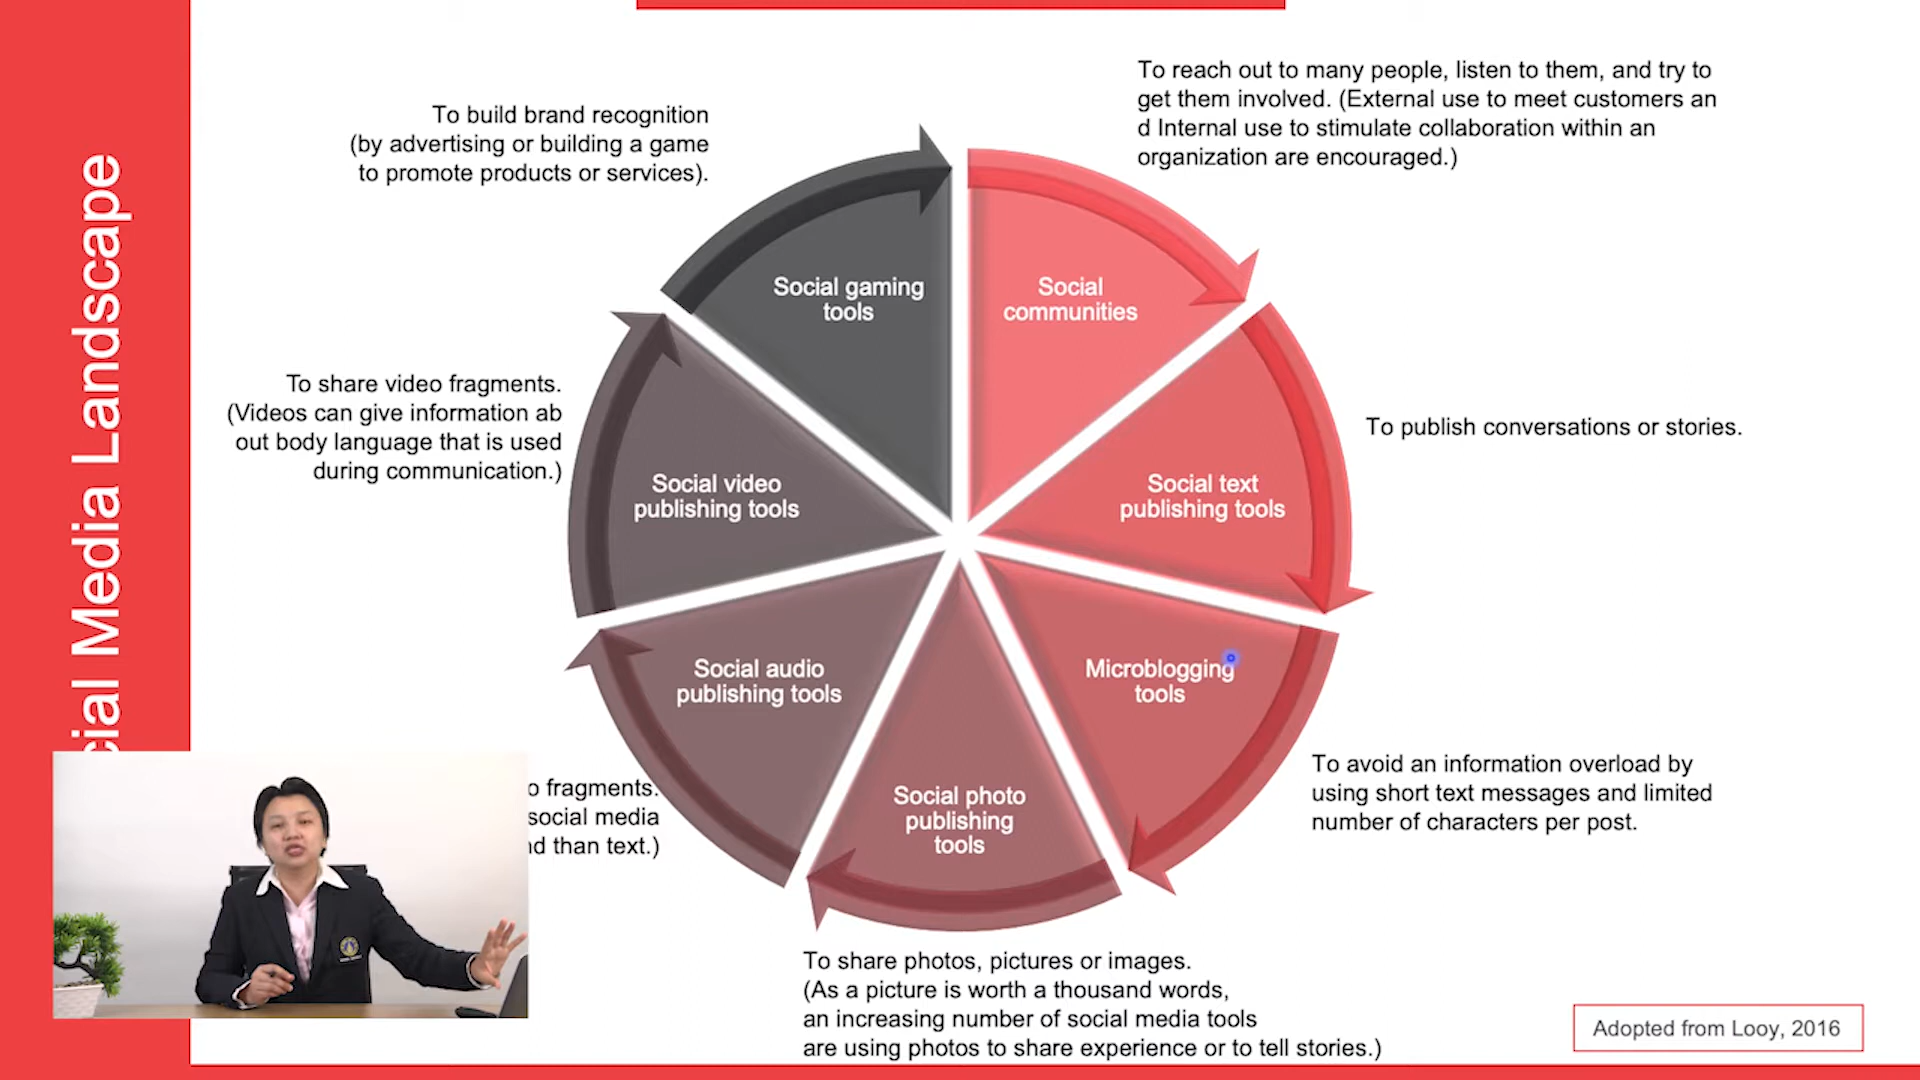 cial Media Landscape
To build brand recognition
(by advertising or building a game
to promote products or services).
To reach out to many people, listen to them, and try to
get them involved. (External use to meet customers an
d Internal use to stimulate collaboration within an
organization are encouraged.)
Social gaming
tools
Social
communities
To share video fragments.
(Videos can give information ab
out body language that is used
during communication.)
To publish conversations or stories.
Social video
publishing tools
Social text
publishing tools
Social audio
publishing tools
Microblogging
tools
o fragments.
social media
d than text.)
Social photo
publishing
tools
To avoid an information overload by
using short text messages and limited
number of characters per post.
To share photos, pictures or images.
(As a picture is worth a thousand words,
an increasing number of social media tools
are using photos to share experience or to tell stories.)
Adopted from Looy, 2016